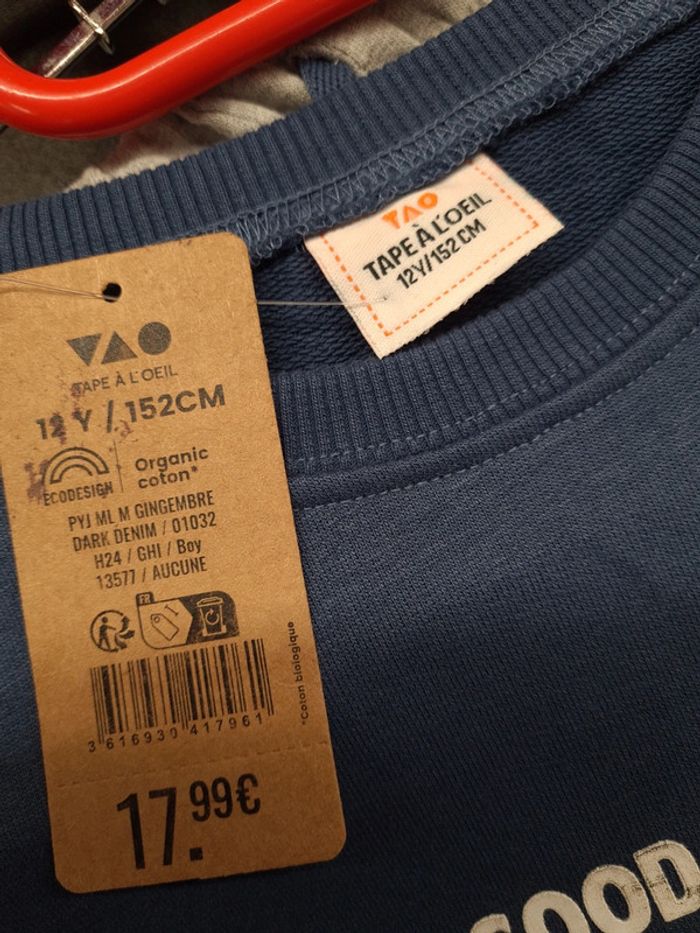 TAO
TAPE À L'OEIL
12Y/152CM
TAO
TAPE À L'OEIL
12 Y / 152CM
ECODESIGN
Organic
coton*
PYJ ML M GINGEMBRE
DARK DENIM / 01032
H24 / GHI / Boy
13577 / AUCUNE
FR
3 616930 417961
*Coton biologique
17.99€
GOOD